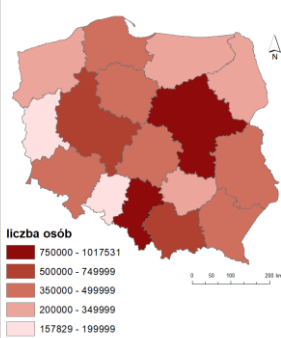 N
liczba osób
750000 - 1017531
500000 - 749999
350000 - 499999
200000 - 349999
157829 - 199999
0 50 100 200 km